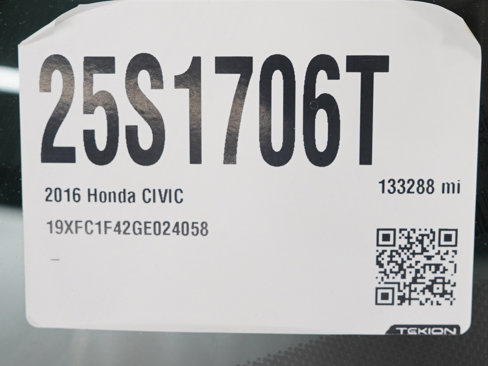 25S1706T
133288 mi
2016 Honda CIVIC
19XFC1F42GE024058
–
TEKION